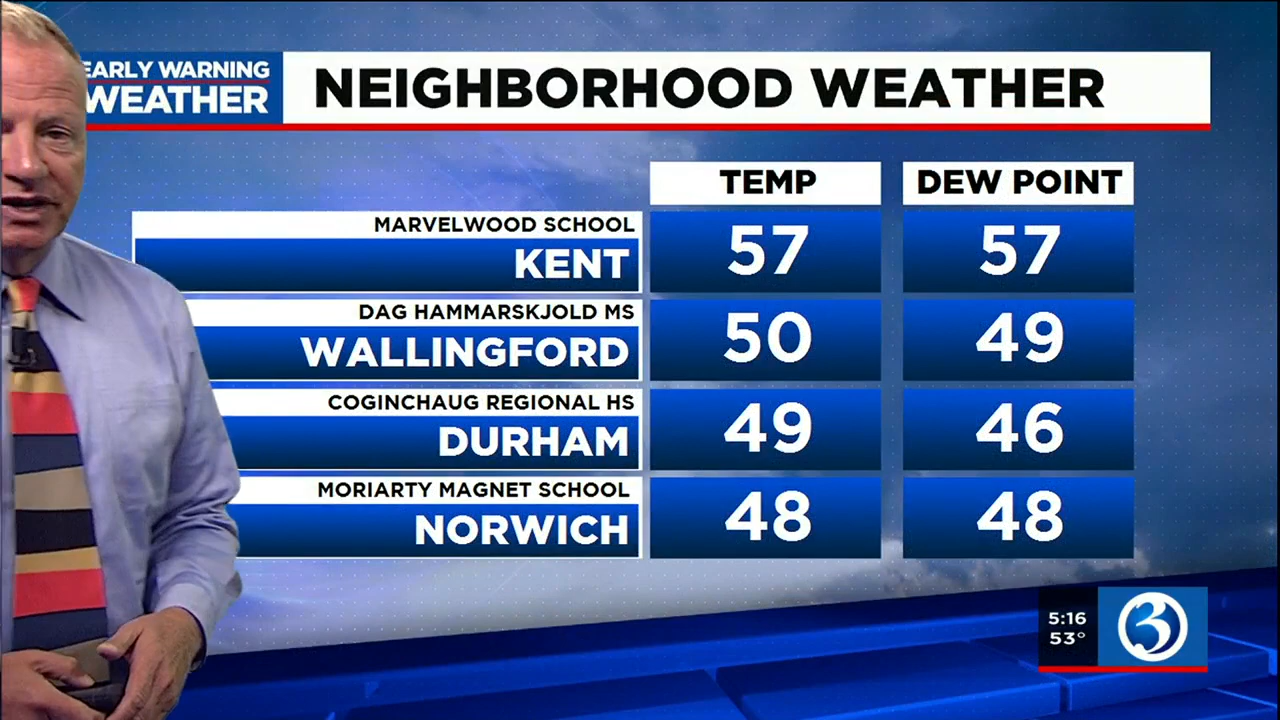 EARLY WARNING
WEATHER
NEIGHBORHOOD WEATHER
TEMP DEW POINT
MARVELWOOD SCHOOL
KENT 57 57
DAG HAMMARSKJOLD MS
WALLINGFORD 50 49
COGINCHAUG REGIONAL HS
DURHAM 49 46
MORIARTY MAGNET SCHOOL
NORWICH 48 48
5:16
53°
3